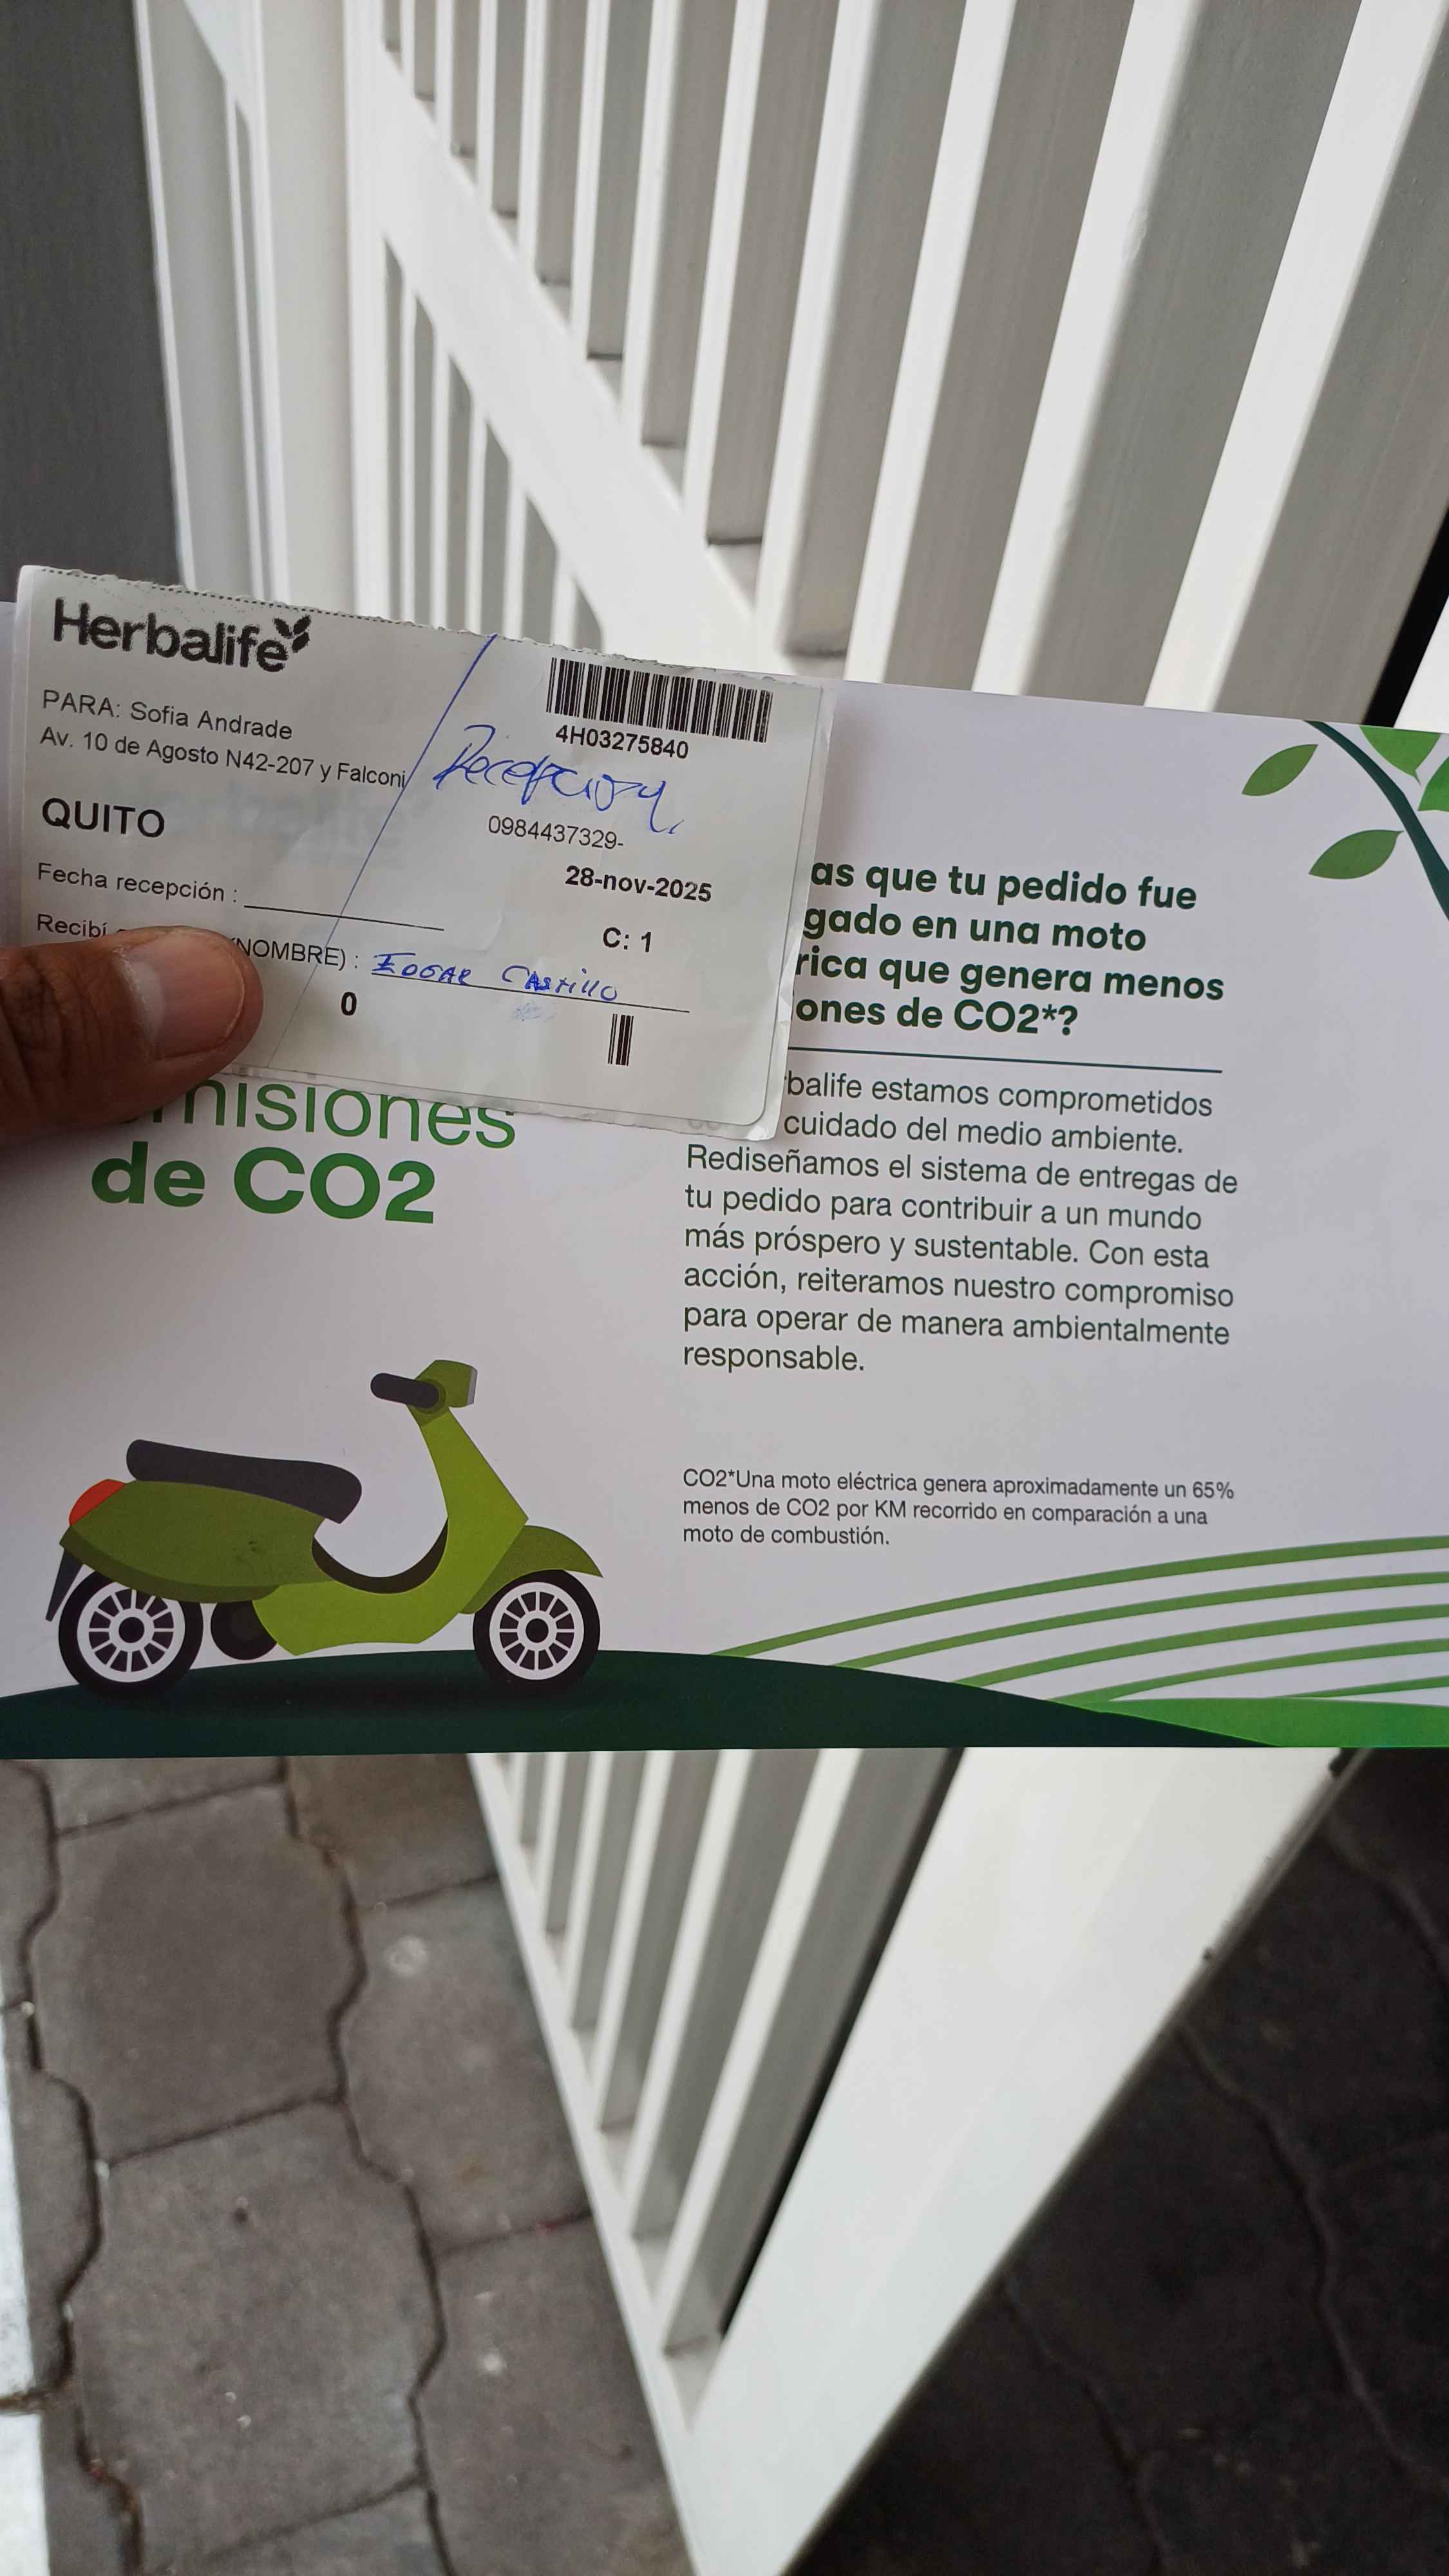 Herbalife
PARA: Sofia Andrade
Av. 10 de Agosto N42-207 y Falconi
QUITO
Fecha recepción :
Recibí
(NOMBRE) : EDGAR CASTILLO
0
4H03275840
Recepcion
0984437329-
28-nov-2025
C: 1
misiones
de CO2
as que tu pedido fue
gado en una moto
rica que genera menos
ones de CO2*?
balife estamos comprometidos
cuidado del medio ambiente.
Rediseñamos el sistema de entregas de
tu pedido para contribuir a un mundo
más próspero y sustentable. Con esta
acción, reiteramos nuestro compromiso
para operar de manera ambientalmente
responsable.
CO2*Una moto eléctrica genera aproximadamente un 65%
menos de CO2 por KM recorrido en comparación a una
moto de combustión.